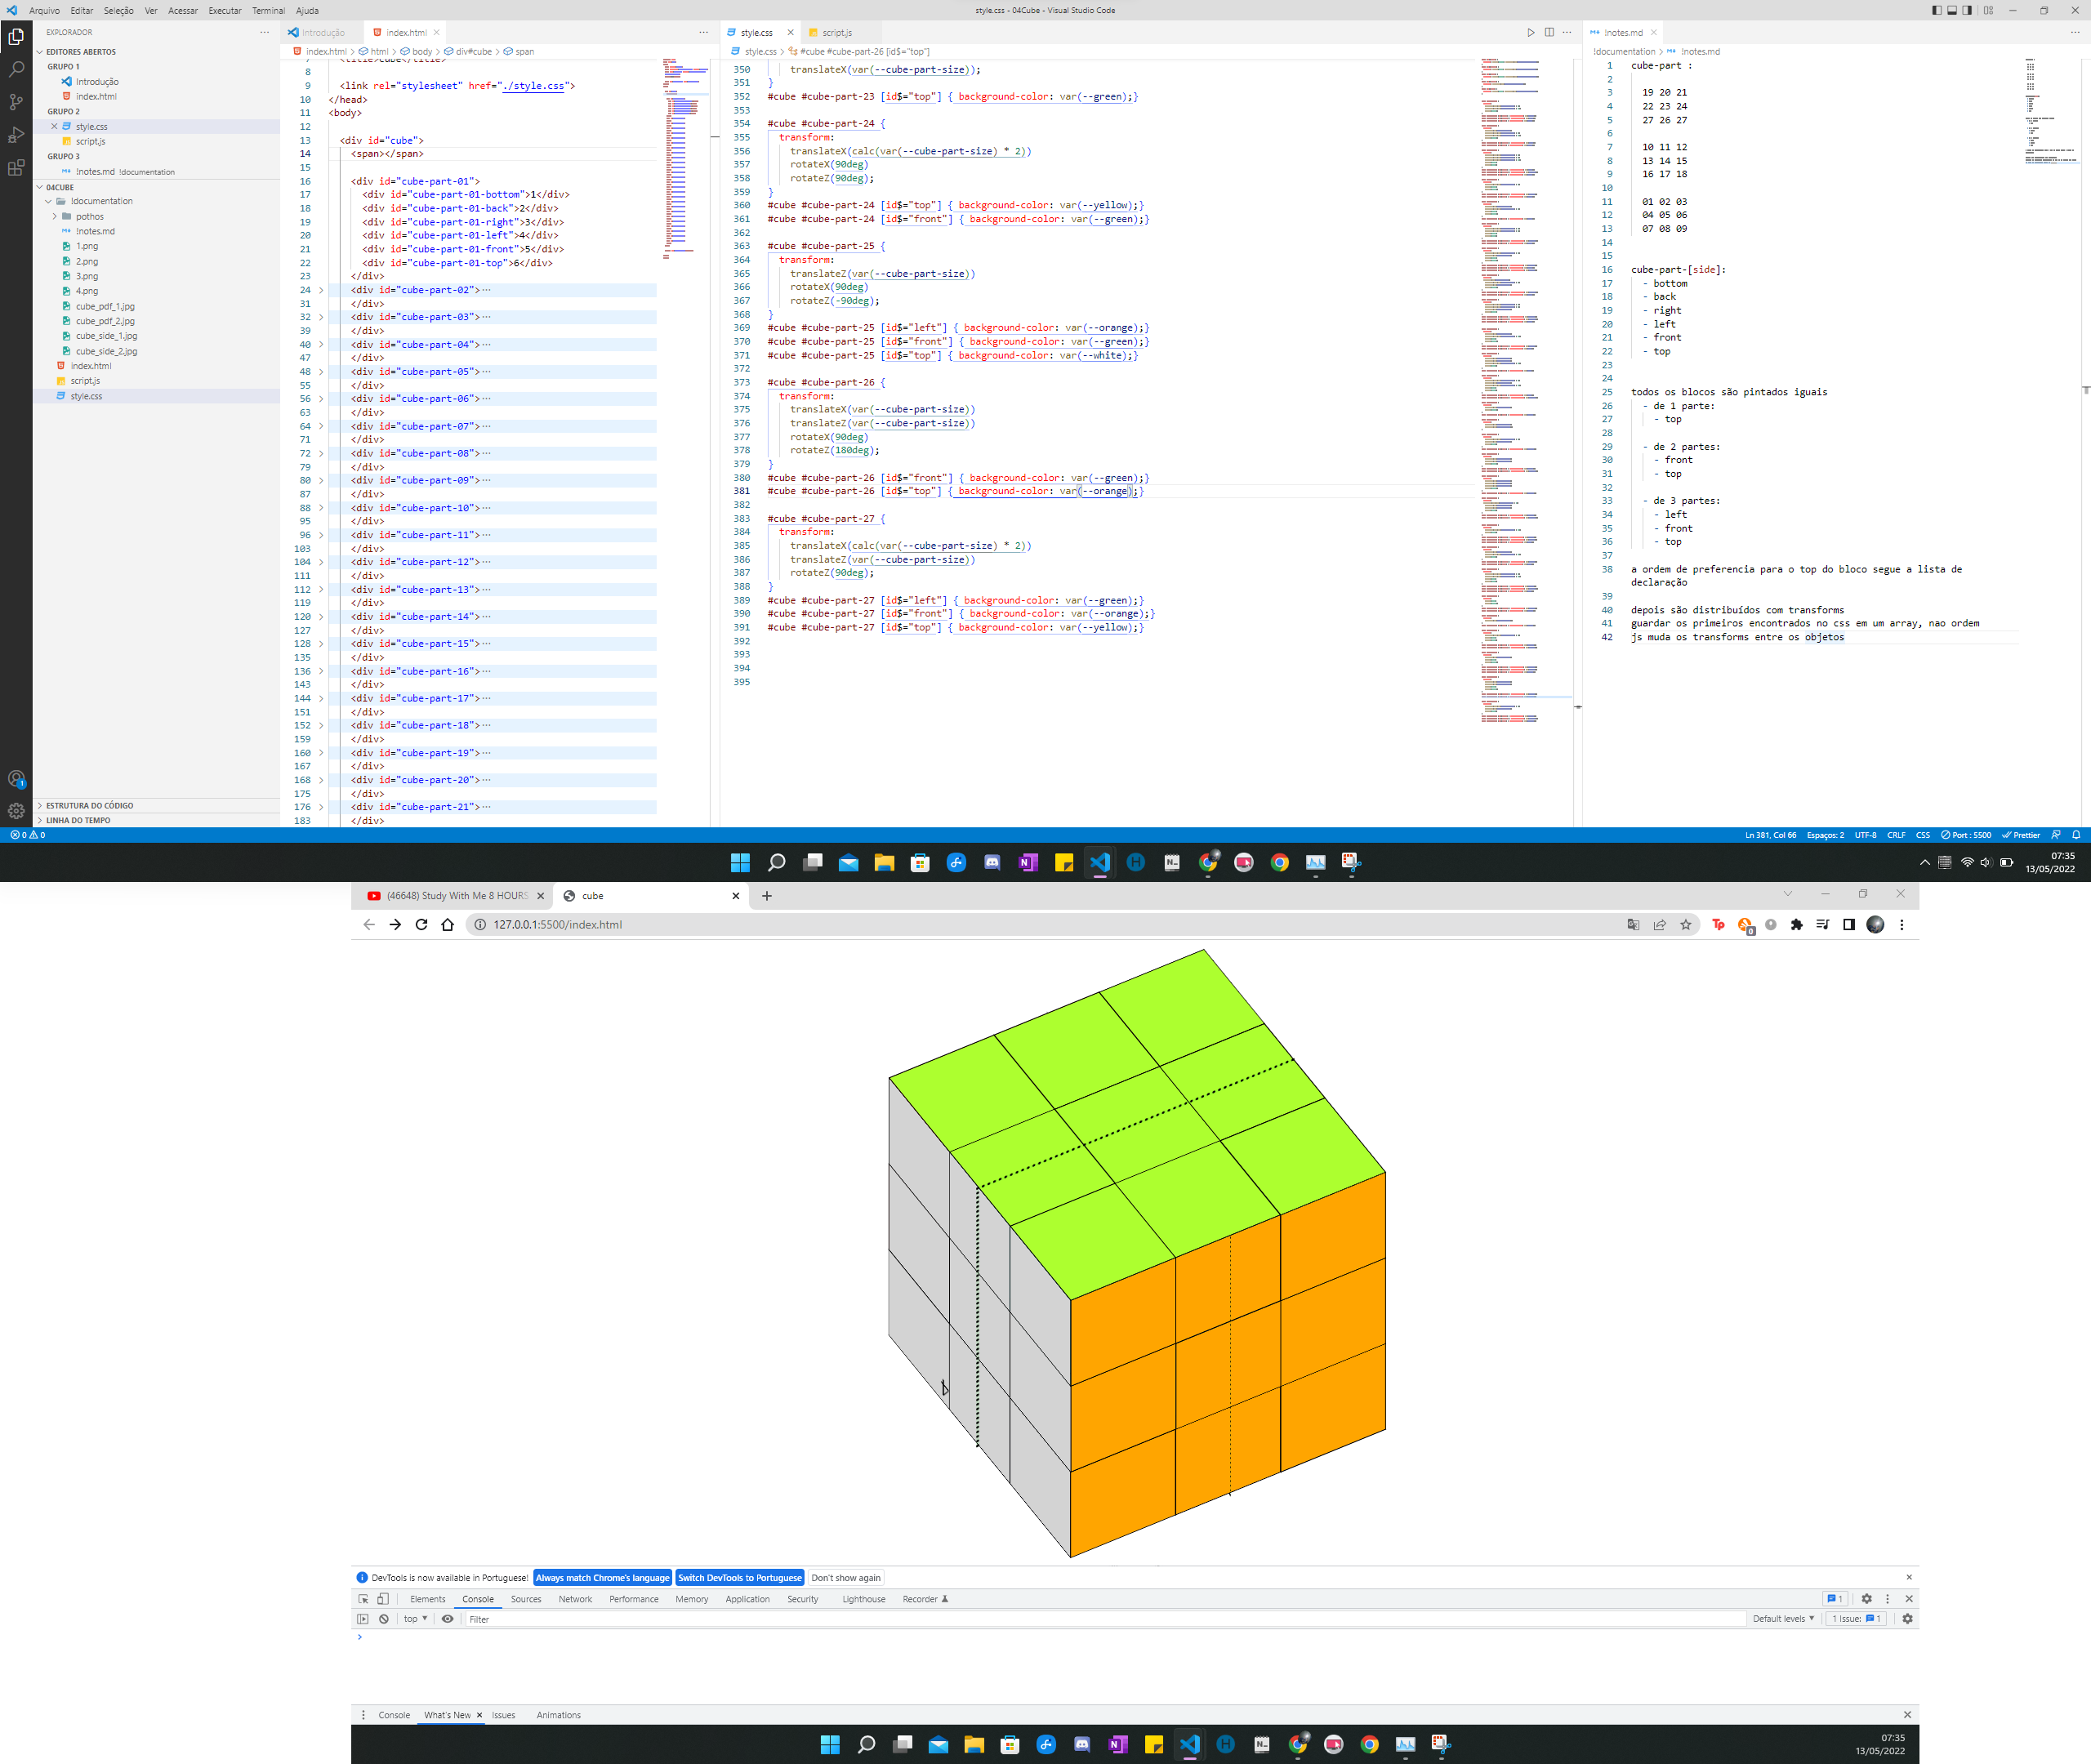 Arquivo Editar Seleção Ver Acessar Executar Terminal Ajuda
style.css - 04Cube - Visual Studio Code
EXPLORADOR
EDITORES ABERTOS
GRUPO 1
Introdução
index.html
GRUPO 2
style.css
script.js
GRUPO 3
!notes.md !documentation
04CUBE
!documentation
pothos
!notes.md
1.png
2.png
3.png
4.png
cube_pdf_1.jpg
cube_pdf_2.jpg
cube_side_1.jpg
cube_side_2.jpg
index.html
script.js
style.css
ESTRUTURA DO CÓDIGO
LINHA DO TEMPO
Introdução index.html
index.html > html > body > div#cube > span
7 <title>Cube</title>
8
9 <link rel="stylesheet" href="./style.css">
10 </head>
11 <body>
12
13 <div id="cube">
14 <span></span>
15
16 <div id="cube-part-01">
17 <div id="cube-part-01-bottom">1</div>
18 <div id="cube-part-01-back">2</div>
19 <div id="cube-part-01-right">3</div>
20 <div id="cube-part-01-left">4</div>
21 <div id="cube-part-01-front">5</div>
22 <div id="cube-part-01-top">6</div>
23 </div>
24 <div id="cube-part-02">···
31 </div>
32 <div id="cube-part-03">···
39 </div>
40 <div id="cube-part-04">···
47 </div>
48 <div id="cube-part-05">···
55 </div>
56 <div id="cube-part-06">···
63 </div>
64 <div id="cube-part-07">···
71 </div>
72 <div id="cube-part-08">···
79 </div>
80 <div id="cube-part-09">···
87 </div>
88 <div id="cube-part-10">···
95 </div>
96 <div id="cube-part-11">···
103 </div>
104 <div id="cube-part-12">···
111 </div>
112 <div id="cube-part-13">···
119 </div>
120 <div id="cube-part-14">···
127 </div>
128 <div id="cube-part-15">···
135 </div>
136 <div id="cube-part-16">···
143 </div>
144 <div id="cube-part-17">···
151 </div>
152 <div id="cube-part-18">···
159 </div>
160 <div id="cube-part-19">···
167 </div>
168 <div id="cube-part-20">···
175 </div>
176 <div id="cube-part-21">···
183 </div>
style.css script.js
style.css > #cube #cube-part-26 [id$="top"]
350 translateX(var(--cube-part-size));
351 }
352 #cube #cube-part-23 [id$="top"] { background-color: var(--green);}
353
354 #cube #cube-part-24 {
355 transform:
356 translateX(calc(var(--cube-part-size) * 2))
357 rotateX(90deg)
358 rotateZ(90deg);
359 }
360 #cube #cube-part-24 [id$="top"] { background-color: var(--yellow);}
361 #cube #cube-part-24 [id$="front"] { background-color: var(--green);}
362
363 #cube #cube-part-25 {
364 transform:
365 translateZ(var(--cube-part-size))
366 rotateX(90deg)
367 rotateZ(-90deg);
368 }
369 #cube #cube-part-25 [id$="left"] { background-color: var(--orange);}
370 #cube #cube-part-25 [id$="front"] { background-color: var(--green);}
371 #cube #cube-part-25 [id$="top"] { background-color: var(--white);}
372
373 #cube #cube-part-26 {
374 transform:
375 translateX(var(--cube-part-size))
376 translateZ(var(--cube-part-size))
377 rotateX(90deg)
378 rotateZ(180deg);
379 }
380 #cube #cube-part-26 [id$="front"] { background-color: var(--green);}
381 #cube #cube-part-26 [id$="top"] { background-color: var(--orange);}
382
383 #cube #cube-part-27 {
384 transform:
385 translateX(calc(var(--cube-part-size) * 2))
386 translateZ(var(--cube-part-size))
387 rotateZ(90deg);
388 }
389 #cube #cube-part-27 [id$="left"] { background-color: var(--green);}
390 #cube #cube-part-27 [id$="front"] { background-color: var(--orange);}
391 #cube #cube-part-27 [id$="top"] { background-color: var(--yellow);}
392
393
394
395
!notes.md
!documentation > !notes.md
1 cube-part :
2
3 19 20 21
4 22 23 24
5 27 26 27
6
7 10 11 12
8 13 14 15
9 16 17 18
10
11 01 02 03
12 04 05 06
13 07 08 09
14
15
16 cube-part-[side]:
17 - bottom
18 - back
19 - right
20 - left
21 - front
22 - top
23
24
25 todos os blocos são pintados iguais
26 - de 1 parte:
27 - top
28
29 - de 2 partes:
30 - front
31 - top
32
33 - de 3 partes:
34 - left
35 - front
36 - top
37
38 a ordem de preferencia para o top do bloco segue a lista de
declaração
39
40 depois são distribuídos com transforms
41 guardar os primeiros encontrados no css em um array, nao ordem
42 js muda os transforms entre os objetos
0 0
Ln 381, Col 66 Espaços: 2 UTF-8 CRLF CSS Port : 5500 Prettier
07:35
13/05/2022
(46648) Study With Me 8 HOURS
cube
127.0.0.1:5500/index.html
DevTools is now available in Portuguese! Always match Chrome's language Switch DevTools to Portuguese Don't show again
Elements Console Sources Network Performance Memory Application Security Lighthouse Recorder 1
top Filter Default levels 1 Issue: 1
Console What's New Issues Animations
07:35
13/05/2022